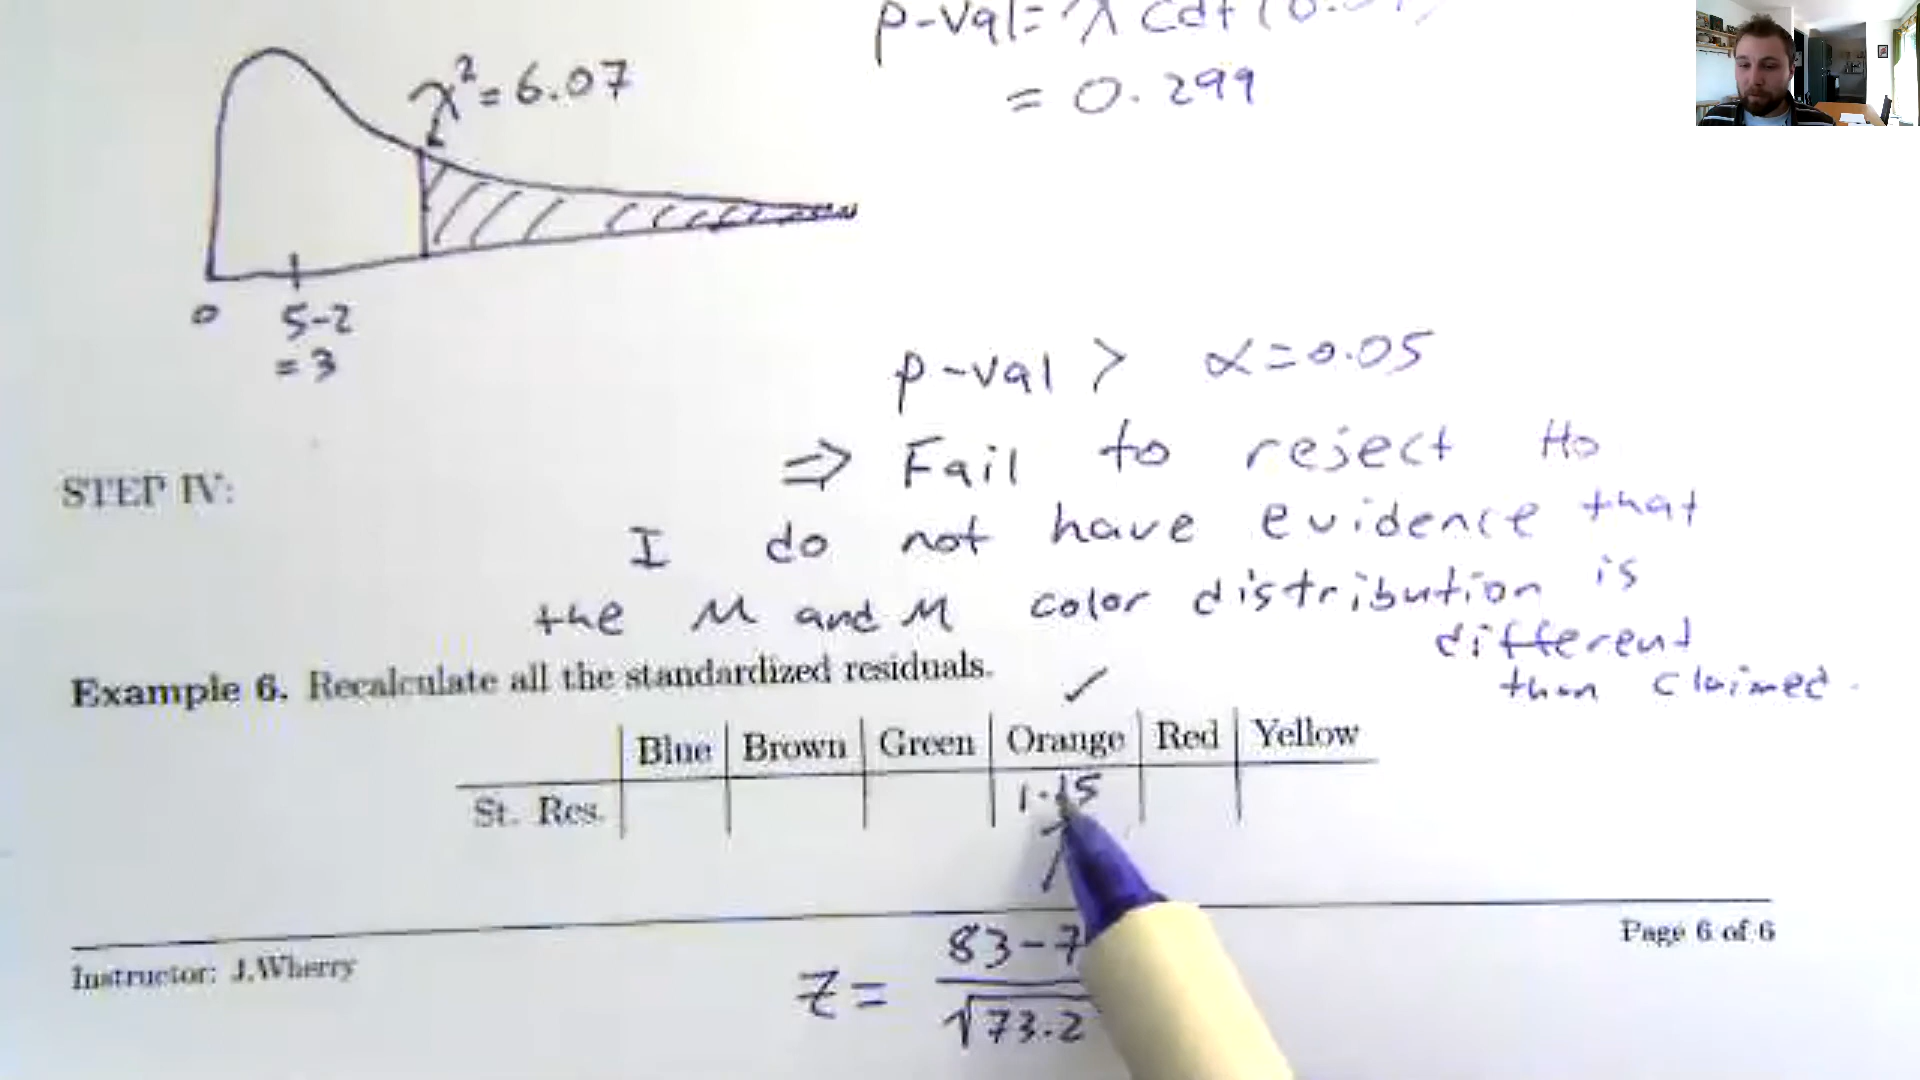 p-val = χ²cdf(
= 0.299
χ² = 6.07
0
5-2
= 3
p-val > α=0.05
⇒ Fail to reject Ho
STEP IV:
I do not have evidence that
the M and M color distribution is
different
than claimed.
Example 6. Recalculate all the standardized residuals.
✓
Blue Brown Green Orange Red Yellow
St. Res. 1.15
Page 6 of 6
Instructor: J.Wherry
Z = 83-7
√73.2